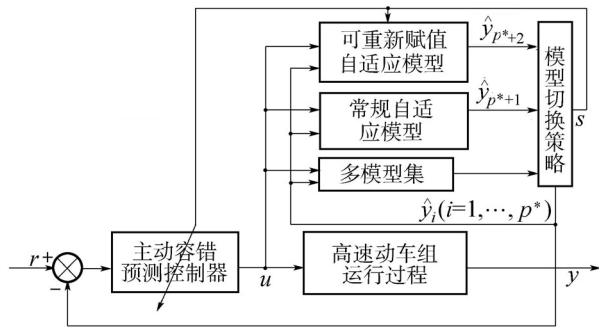 可重新赋值
自适应模型
ŷ_{p*+2}
常规自适
应模型
ŷ_{p*+1}
多模型集
模型切换策略
s
ŷ_i(i=1,⋯, p*)
r
+
−
主动容错
预测控制器
u
高速动车组
运行过程
y